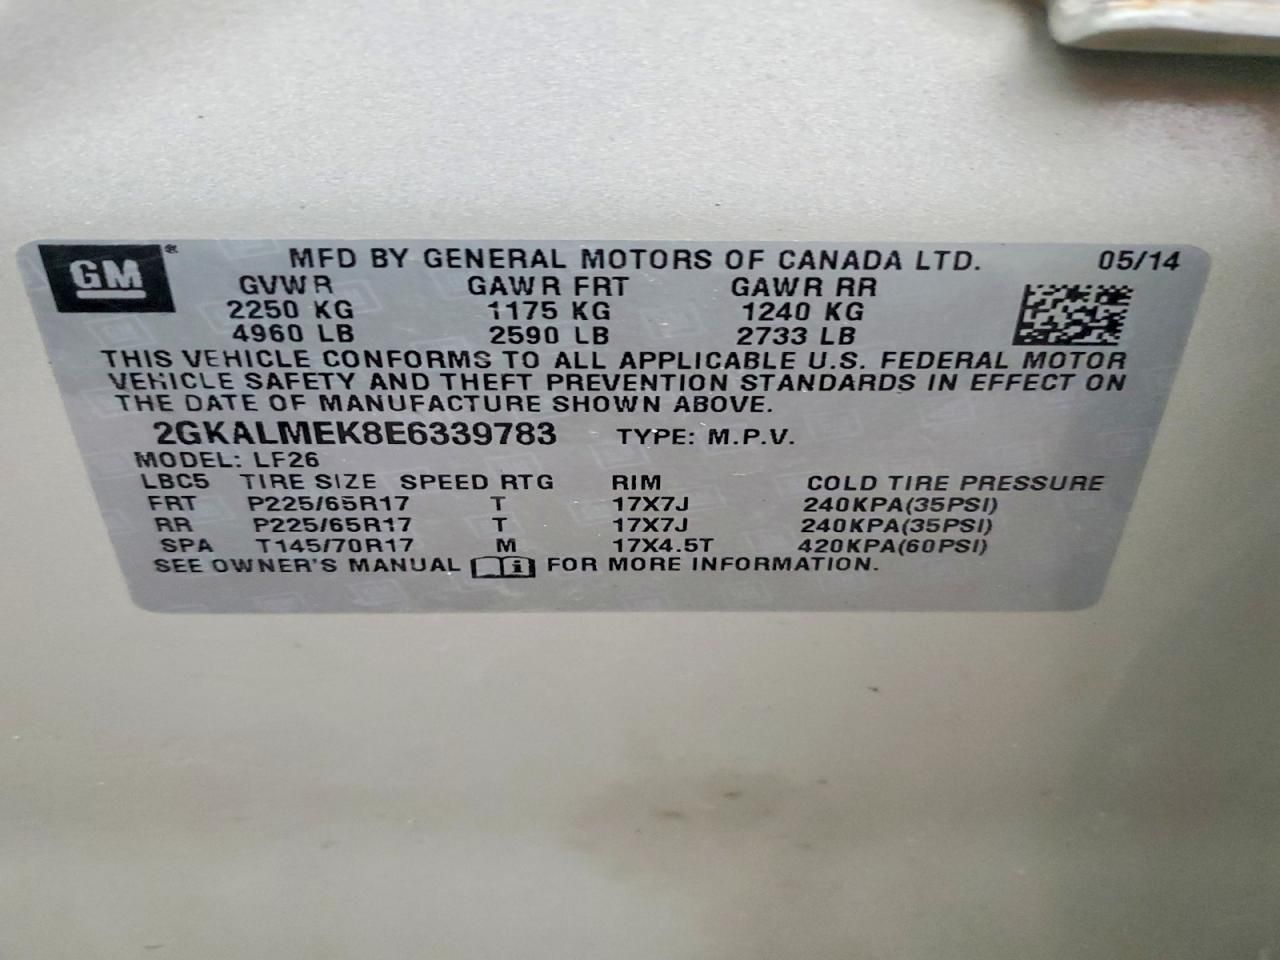 GM® MFD BY GENERAL MOTORS OF CANADA LTD. 05/14
GVWR GAWR FRT GAWR RR
2250 KG 1175 KG 1240 KG
4960 LB 2590 LB 2733 LB
THIS VEHICLE CONFORMS TO ALL APPLICABLE U.S. FEDERAL MOTOR
VEHICLE SAFETY AND THEFT PREVENTION STANDARDS IN EFFECT ON
THE DATE OF MANUFACTURE SHOWN ABOVE.
2GKALMEK8E6339783 TYPE: M.P.V.
MODEL: LF26
LBC5 TIRE SIZE SPEED RTG RIM COLD TIRE PRESSURE
FRT P225/65R17 T 17X7J 240KPA(35PSI)
RR P225/65R17 T 17X7J 240KPA(35PSI)
SPA T145/70R17 M 17X4.5T 420KPA(60PSI)
SEE OWNER'S MANUAL i FOR MORE INFORMATION.